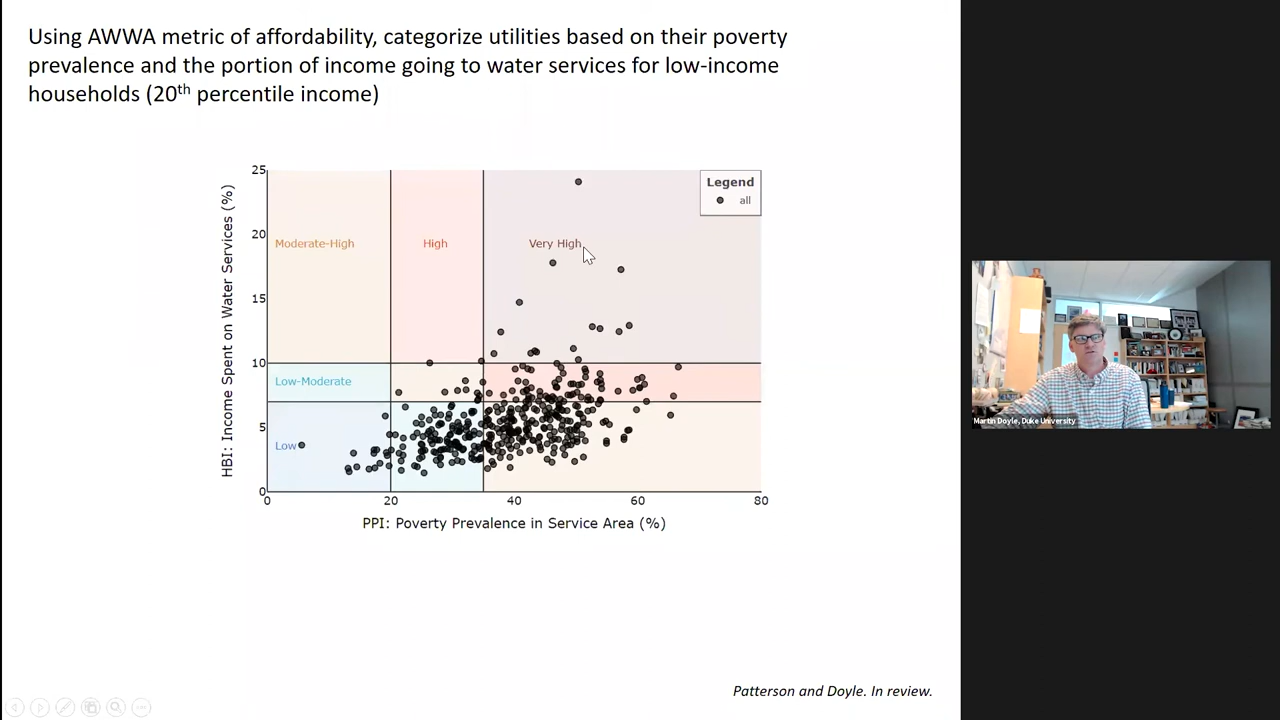 Using AWWA metric of affordability, categorize utilities based on their poverty
prevalence and the portion of income going to water services for low-income
households (20th percentile income)
HBI: Income Spent on Water Services (%)
25
20
15
10
5
0
Moderate-High
High
Very High
Low-Moderate
Low
Legend
all
0
20
40
60
80
PPI: Poverty Prevalence in Service Area (%)
Martin Doyle, Duke University
Patterson and Doyle. In review.